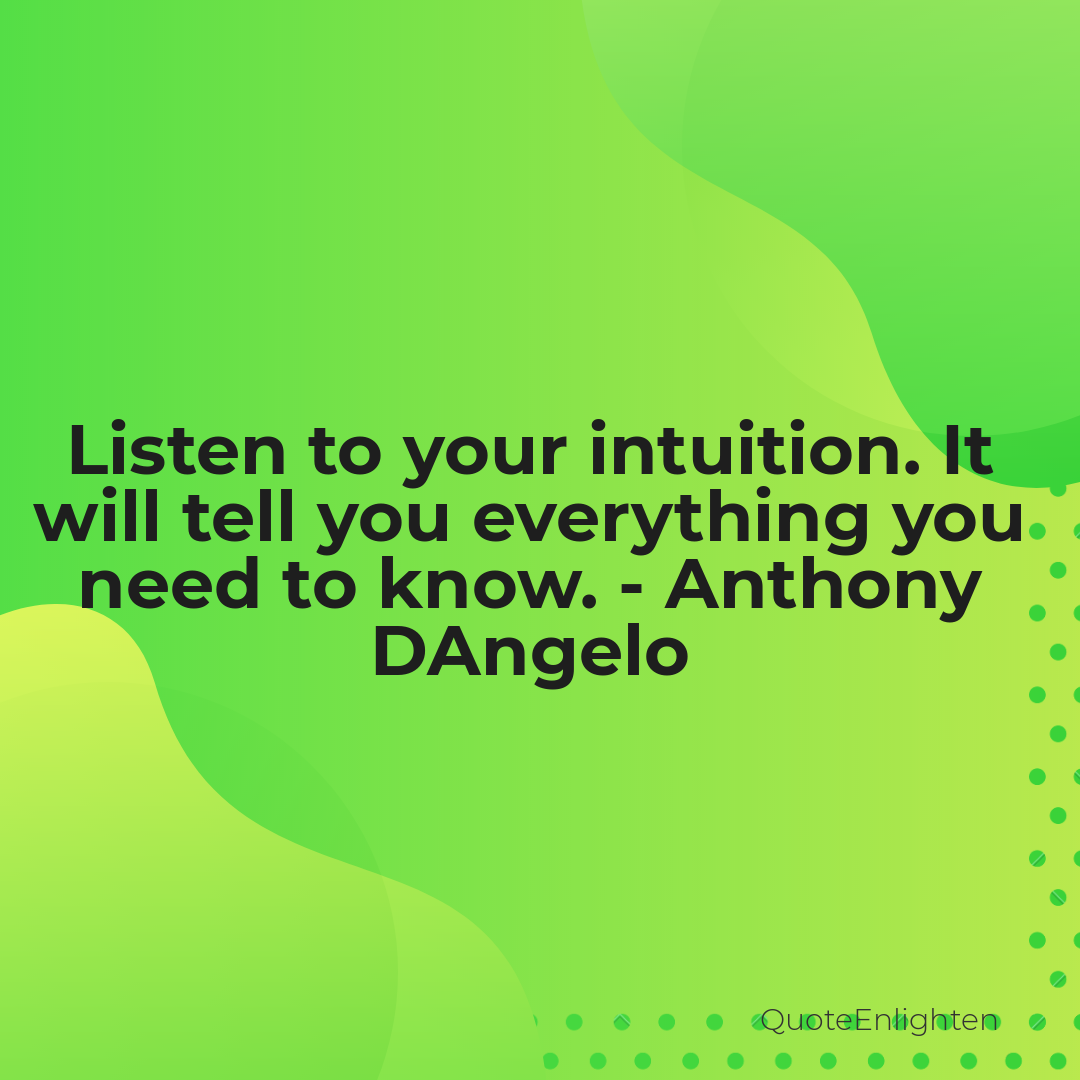 Listen to your intuition. It
will tell you everything you
need to know. - Anthony
DAngelo
QuoteEnlighten